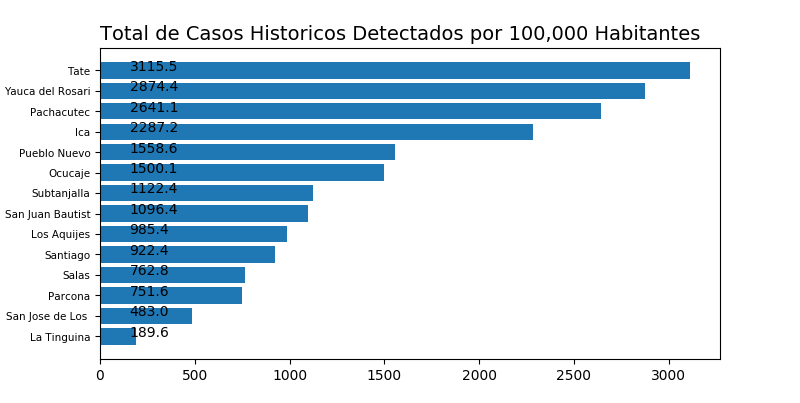 Total de Casos Historicos Detectados por 100,000 Habitantes
Tate 3115.5
Yauca del Rosari 2874.4
Pachacutec 2641.1
Ica 2287.2
Pueblo Nuevo 1558.6
Ocucaje 1500.1
Subtanjalla 1122.4
San Juan Bautist 1096.4
Los Aquijes 985.4
Santiago 922.4
Salas 762.8
Parcona 751.6
San Jose de Los 483.0
La Tinguina 189.6
0 500 1000 1500 2000 2500 3000